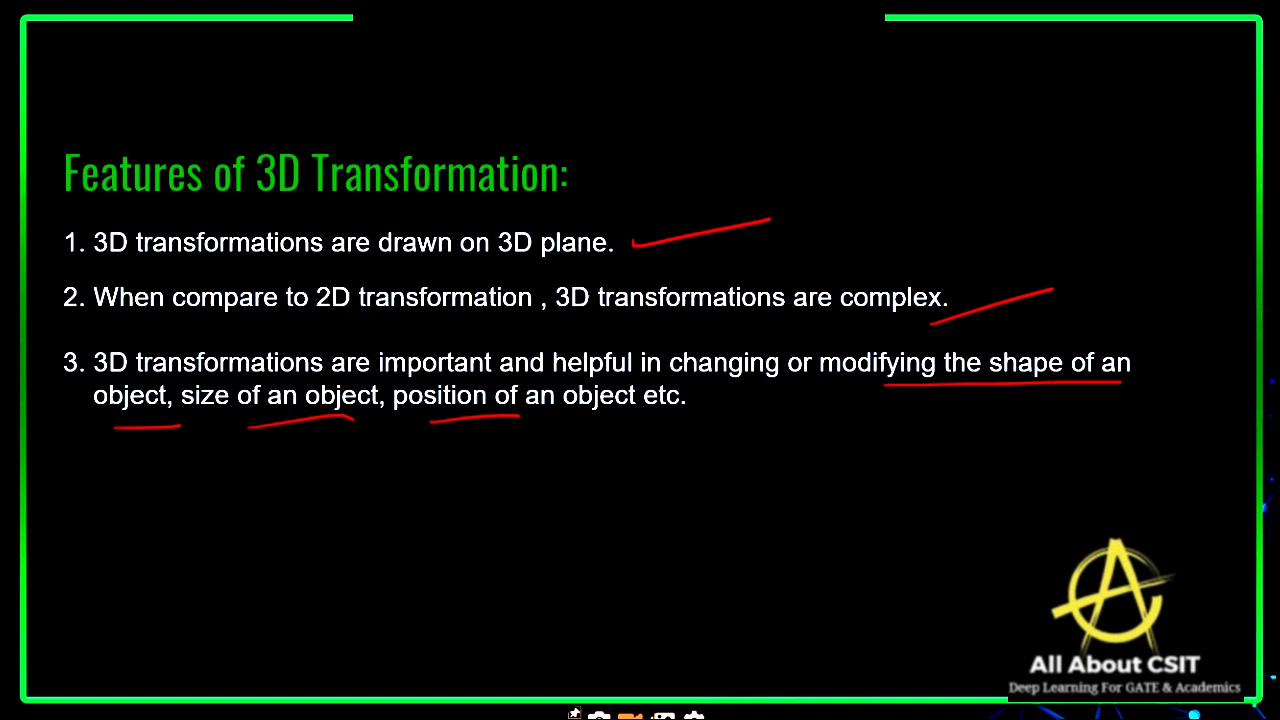 Features of 3D Transformation:
1. 3D transformations are drawn on 3D plane.
2. When compare to 2D transformation , 3D transformations are complex.
3. 3D transformations are important and helpful in changing or modifying the shape of an
object, size of an object, position of an object etc.
All About CSIT
Deep Learning For GATE & Academics